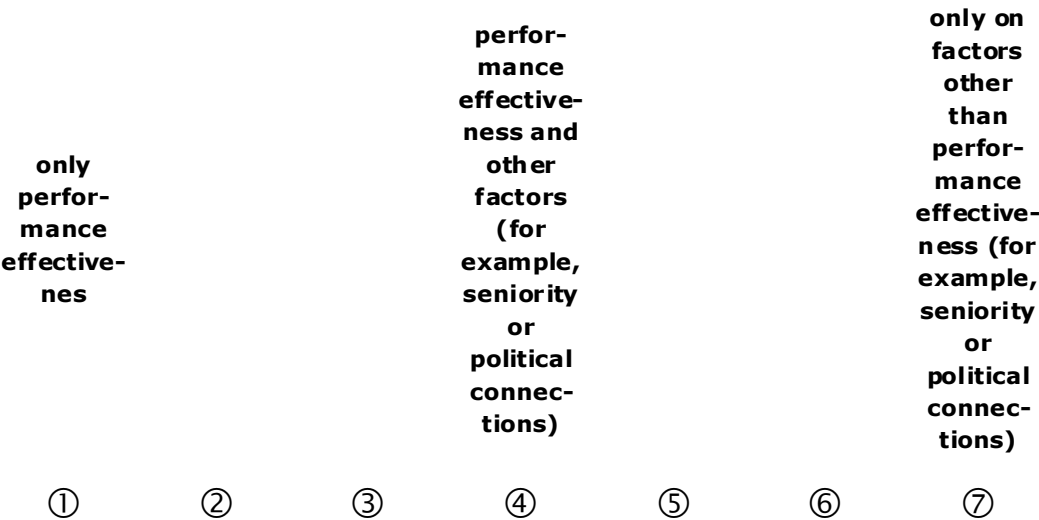 only
perfor-
mance
effective-
nes
perfor-
mance
effective-
ness and
other
factors
(for
example,
seniority
or
political
connec-
tions)
only on
factors
other
than
perfor-
mance
effective-
ness (for
example,
seniority
or
political
connec-
tions)
① ② ③ ④ ⑤ ⑥ ⑦